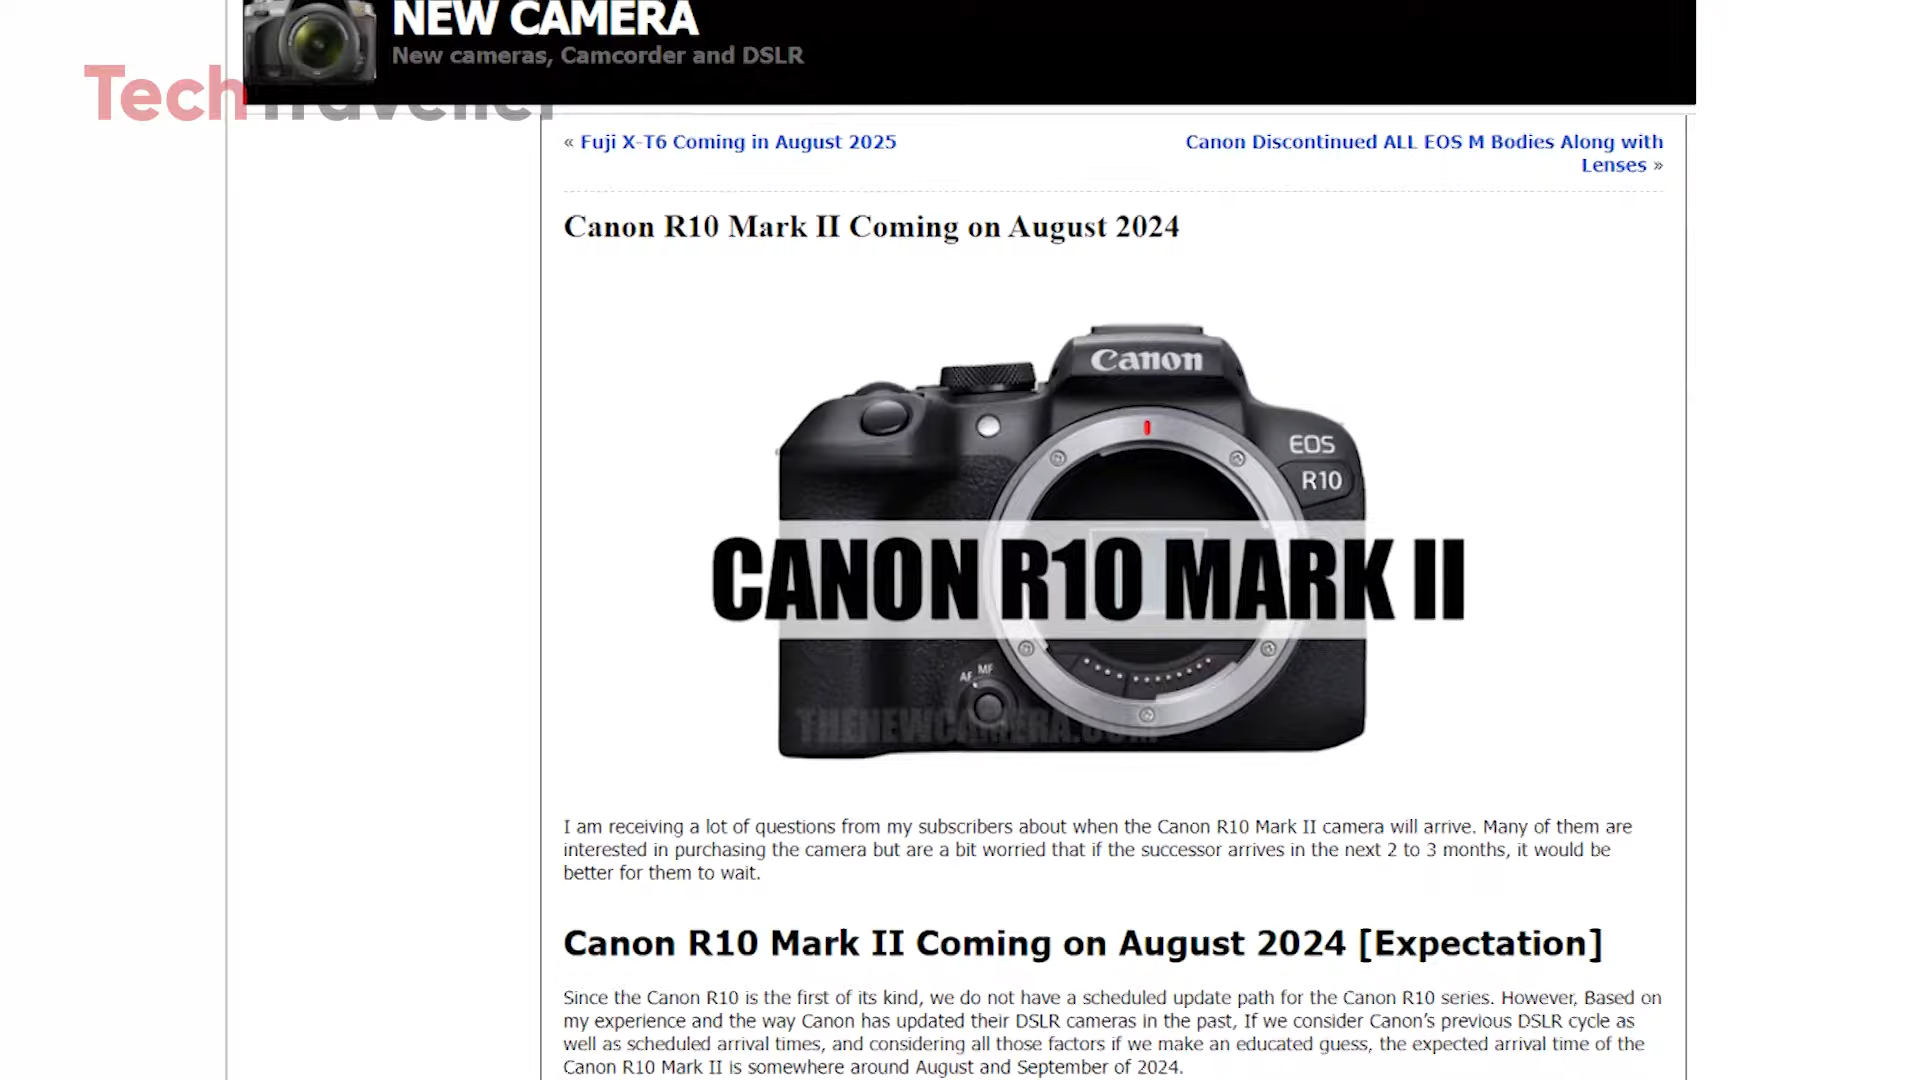 NEW CAMERA
New cameras, Camcorder and DSLR
TechTraveller
« Fuji X-T6 Coming in August 2025
Canon Discontinued ALL EOS M Bodies Along with
Lenses »
Canon R10 Mark II Coming on August 2024
Canon
EOS
R10
CANON R10 MARK II
AF MF
THENEWCAMERA.COM
I am receiving a lot of questions from my subscribers about when the Canon R10 Mark II camera will arrive. Many of them are
interested in purchasing the camera but are a bit worried that if the successor arrives in the next 2 to 3 months, it would be
better for them to wait.
Canon R10 Mark II Coming on August 2024 [Expectation]
Since the Canon R10 is the first of its kind, we do not have a scheduled update path for the Canon R10 series. However, Based on
my experience and the way Canon has updated their DSLR cameras in the past, If we consider Canon’s previous DSLR cycle as
well as scheduled arrival times, and considering all those factors if we make an educated guess, the expected arrival time of the
Canon R10 Mark II is somewhere around August and September of 2024.